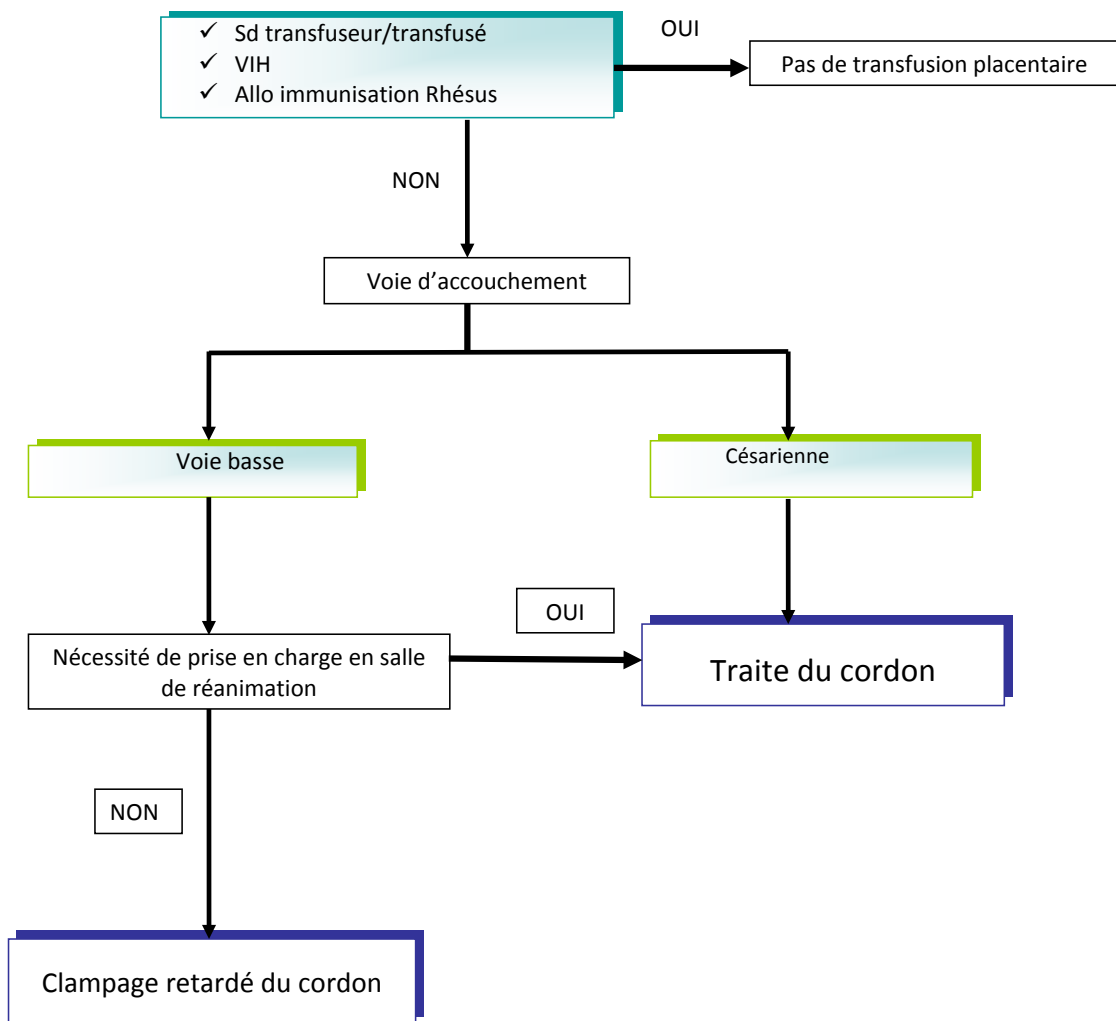 ✓ Sd transfuseur/transfusé
✓ VIH
✓ Allo immunisation Rhésus
OUI
Pas de transfusion placentaire
NON
Voie d’accouchement
Voie basse
Césarienne
OUI
Nécessité de prise en charge en salle
de réanimation
Traite du cordon
NON
Clampage retardé du cordon